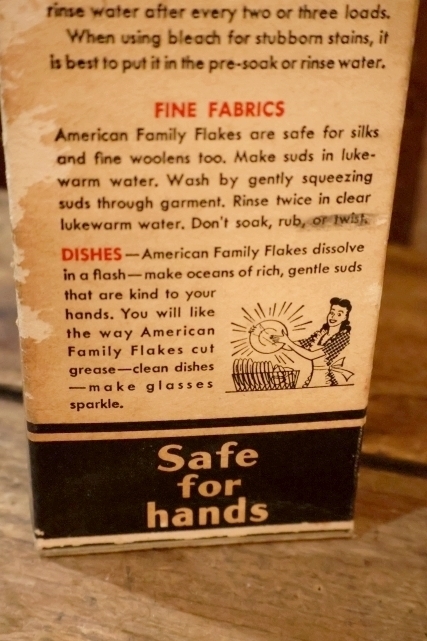 rinse water after every two or three loads.
When using bleach for stubborn stains, it
is best to put it in the pre-soak or rinse water.
FINE FABRICS
American Family Flakes are safe for silks
and fine woolens too. Make suds in luke-
warm water. Wash by gently squeezing
suds through garment. Rinse twice in clear
lukewarm water. Don't soak, rub, or twist.
DISHES—American Family Flakes dissolve
in a flash—make oceans of rich, gentle suds
that are kind to your
hands. You will like
the way American
Family Flakes cut
grease—clean dishes
—make glasses
sparkle.
Safe
for
hands